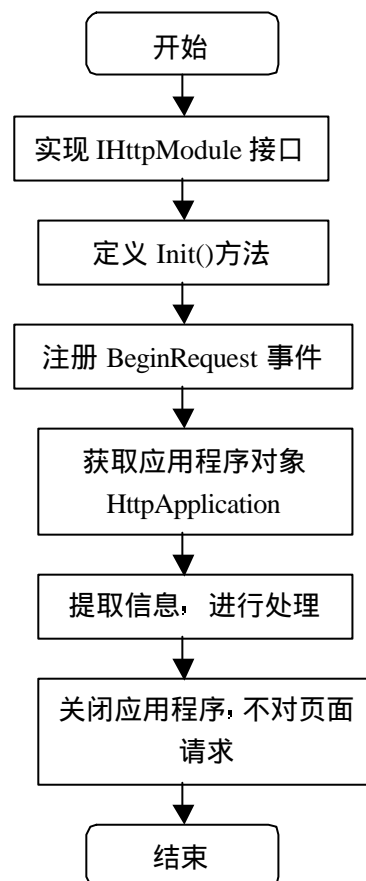 开始
实现 IHttpModule 接口
定义 Init()方法
注册 BeginRequest 事件
获取应用程序对象
HttpApplication
提取信息，进行处理
关闭应用程序，不对页面
请求
结束